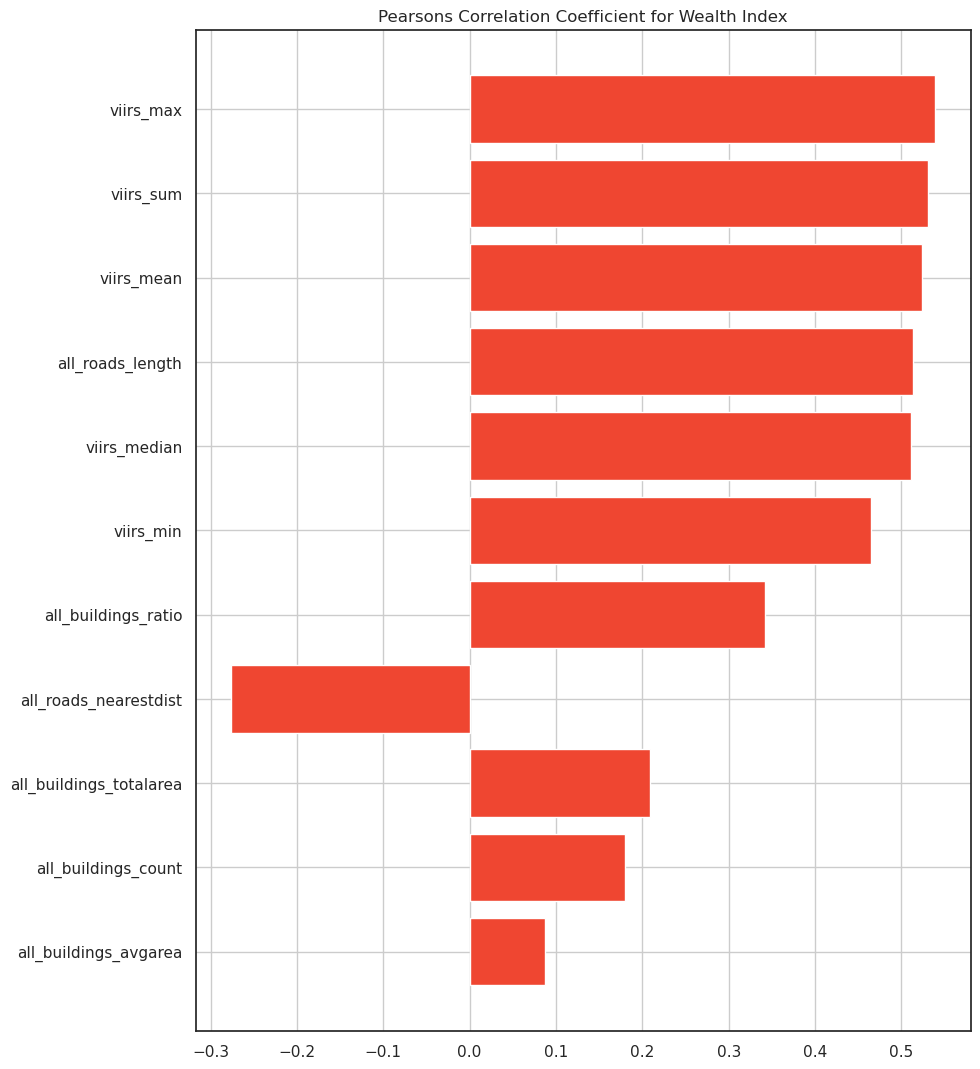 Pearsons Correlation Coefficient for Wealth Index
viirs_max
viirs_sum
viirs_mean
all_roads_length
viirs_median
viirs_min
all_buildings_ratio
all_roads_nearestdist
all_buildings_totalarea
all_buildings_count
all_buildings_avgarea
−0.3 −0.2 −0.1 0.0 0.1 0.2 0.3 0.4 0.5